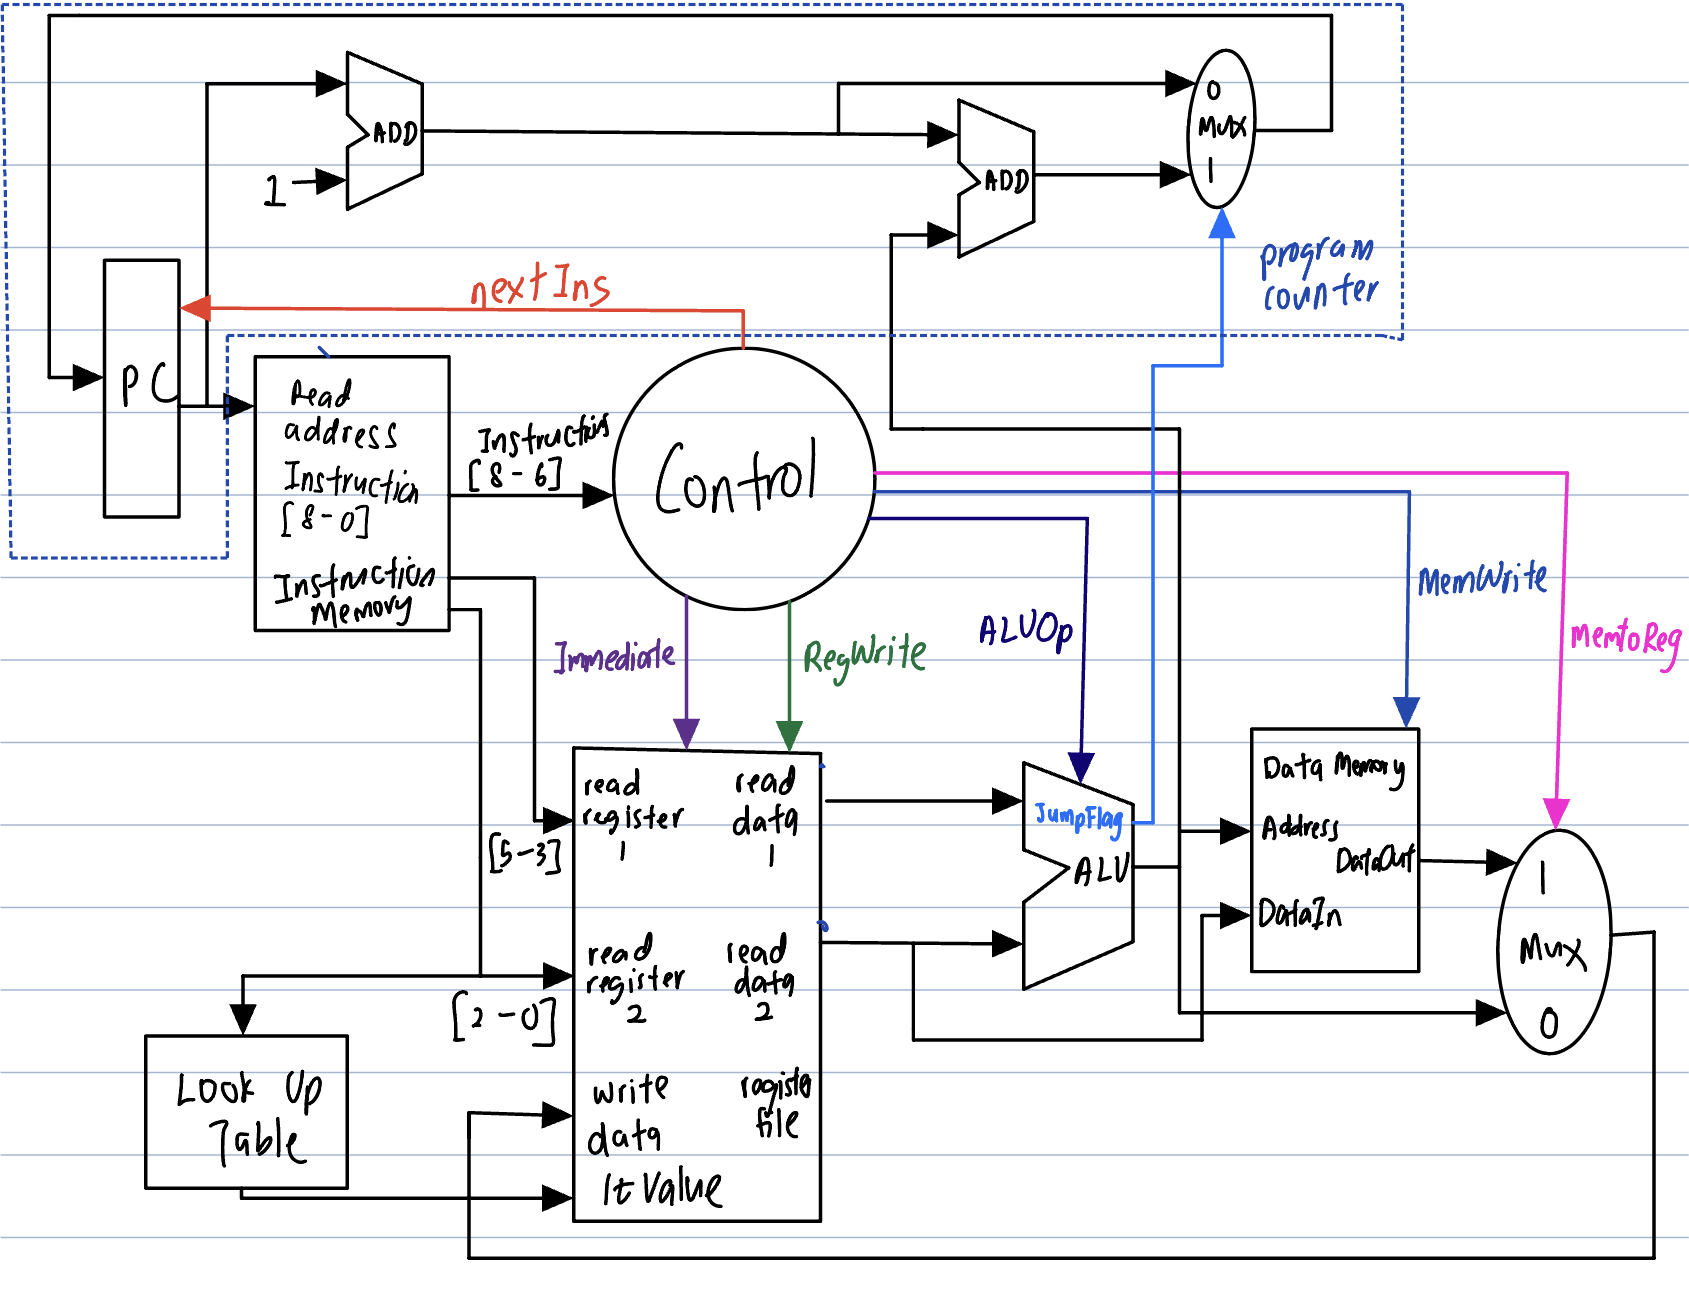 ADD
1
0
Mux
1
ADD
program
counter
nextIns
PC
Read
address
Instruction
[8-0]
Instruction
Memory
Instruction
[8-6]
Control
Immediate
RegWrite
ALUOp
MemWrite
MemtoReg
read
register
1
read
data
1
[5-3]
read
register
2
read
data
2
[2-0]
write
data
register
file
ltValue
Look Up
Table
JumpFlag
ALU
Data Memory
Address
DataOut
DataIn
1
Mux
0